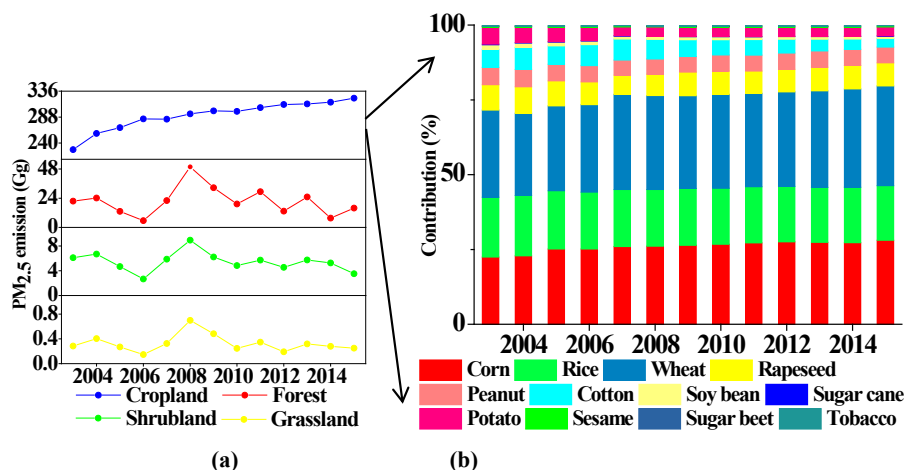 PM2.5 emission (Gg)
336
288
240
48
24
0
8
4
0
0.8
0.4
0.0
2004 2006 2008 2010 2012 2014
Cropland Forest
Shrubland Grassland
(a)
Contribution (%)
100
50
0
2004 2006 2008 2010 2012 2014
Corn Rice Wheat Rapeseed
Peanut Cotton Soy bean Sugar cane
Potato Sesame Sugar beet Tobacco
(b)